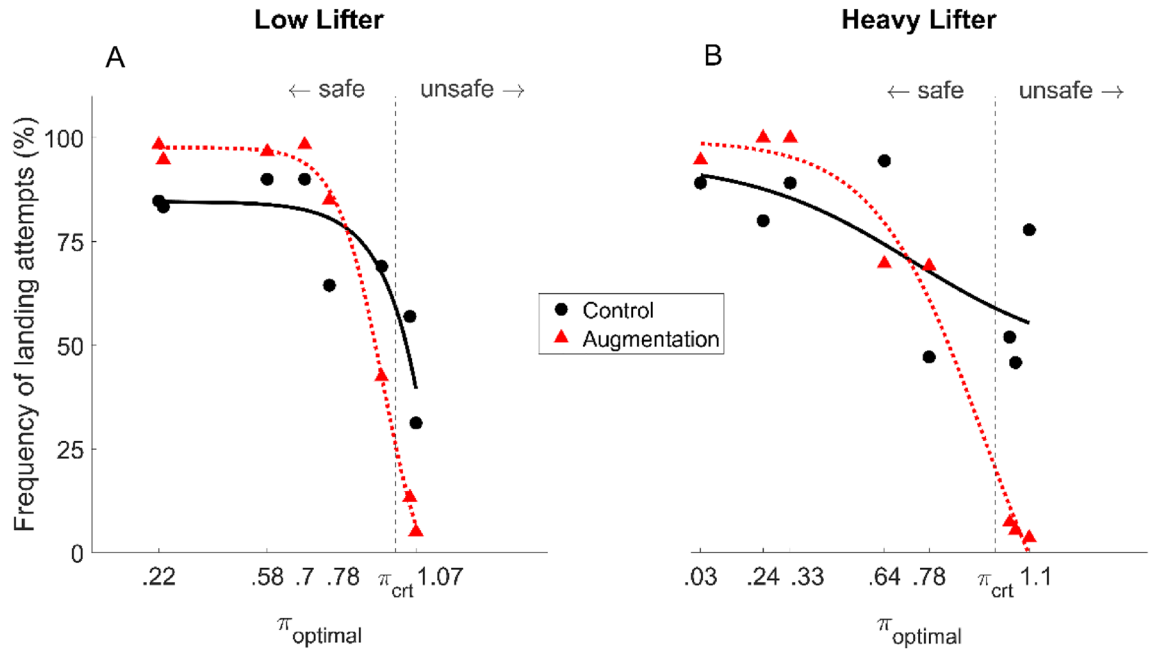 Low Lifter
Heavy Lifter
A
B
← safe
unsafe →
← safe
unsafe →
Frequency of landing attempts (%)
100
75
50
25
0
Control
Augmentation
.22
.58
.7
.78
πcrt
1.07
.03
.24
.33
.64
.78
πcrt
1.1
πoptimal
πoptimal